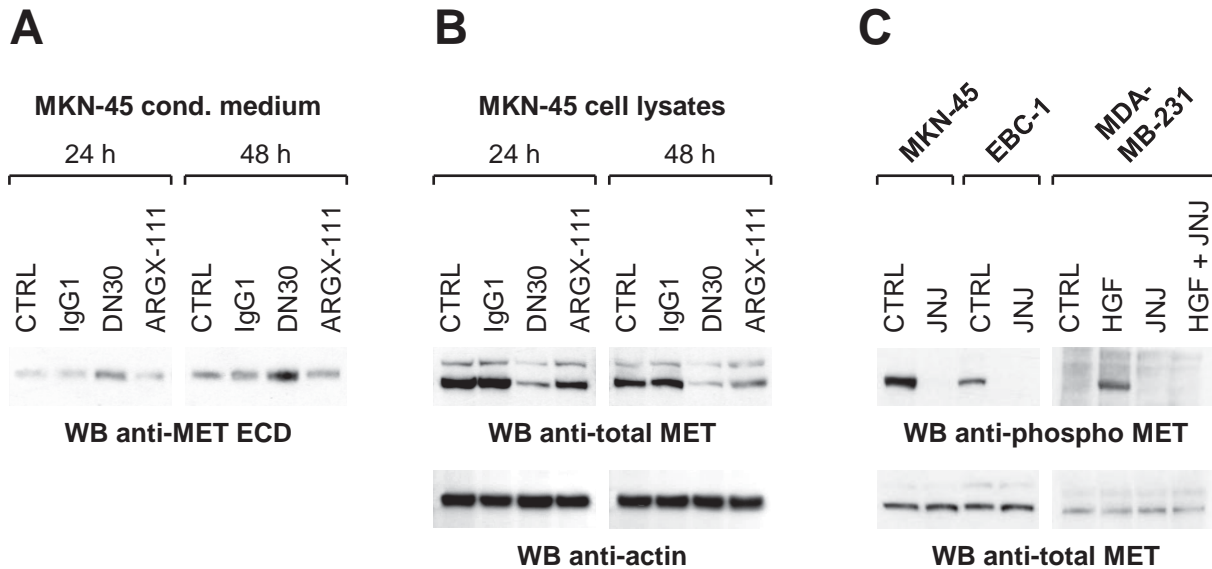 A
MKN-45 cond. medium
24 h
48 h
CTRL
IgG1
DN30
ARGX-111
CTRL
IgG1
DN30
ARGX-111
WB anti-MET ECD
B
MKN-45 cell lysates
24 h
48 h
CTRL
IgG1
DN30
ARGX-111
CTRL
IgG1
DN30
ARGX-111
WB anti-total MET
WB anti-actin
C
MKN-45
EBC-1
MDA-
MB-231
CTRL
JNJ
CTRL
JNJ
CTRL
HGF
JNJ
HGF + JNJ
WB anti-phospho MET
WB anti-total MET